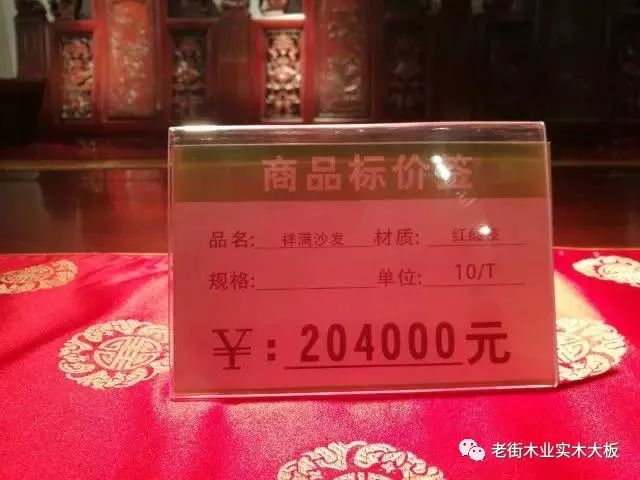 商品标价签
品名: 祥满沙发 材质: 红酸枝
规格: 单位: 10/T
¥: 204000元
老街木业实木大板